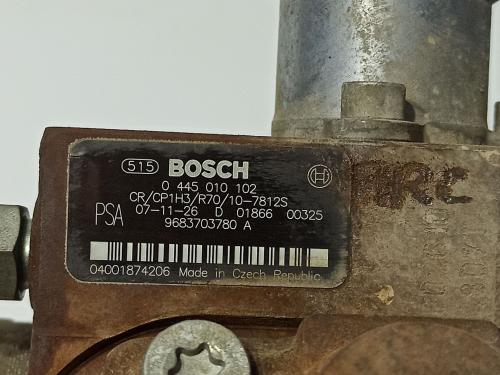 515 BOSCH
0 445 010 102
CR/CP1H3/R70/10-7812S
PSA 07-11-26 D 01866 00325
9683703780 A
04001874206 Made in Czech Republic